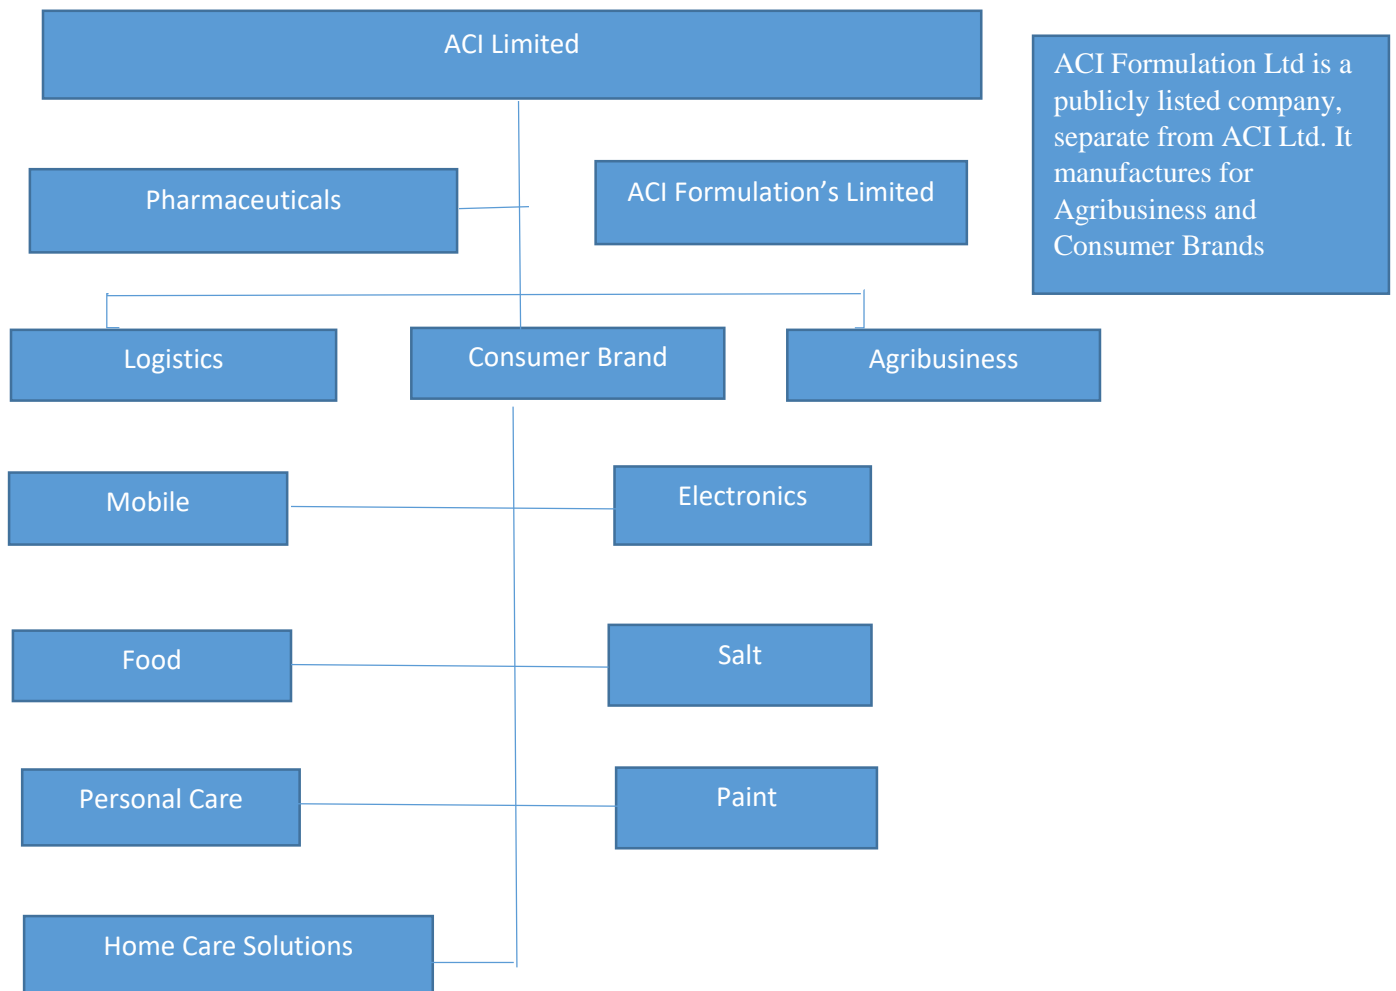 ACI Limited
ACI Formulation Ltd is a
publicly listed company,
separate from ACI Ltd. It
manufactures for
Agribusiness and
Consumer Brands
Pharmaceuticals
ACI Formulation’s Limited
Logistics
Consumer Brand
Agribusiness
Mobile
Electronics
Food
Salt
Personal Care
Paint
Home Care Solutions